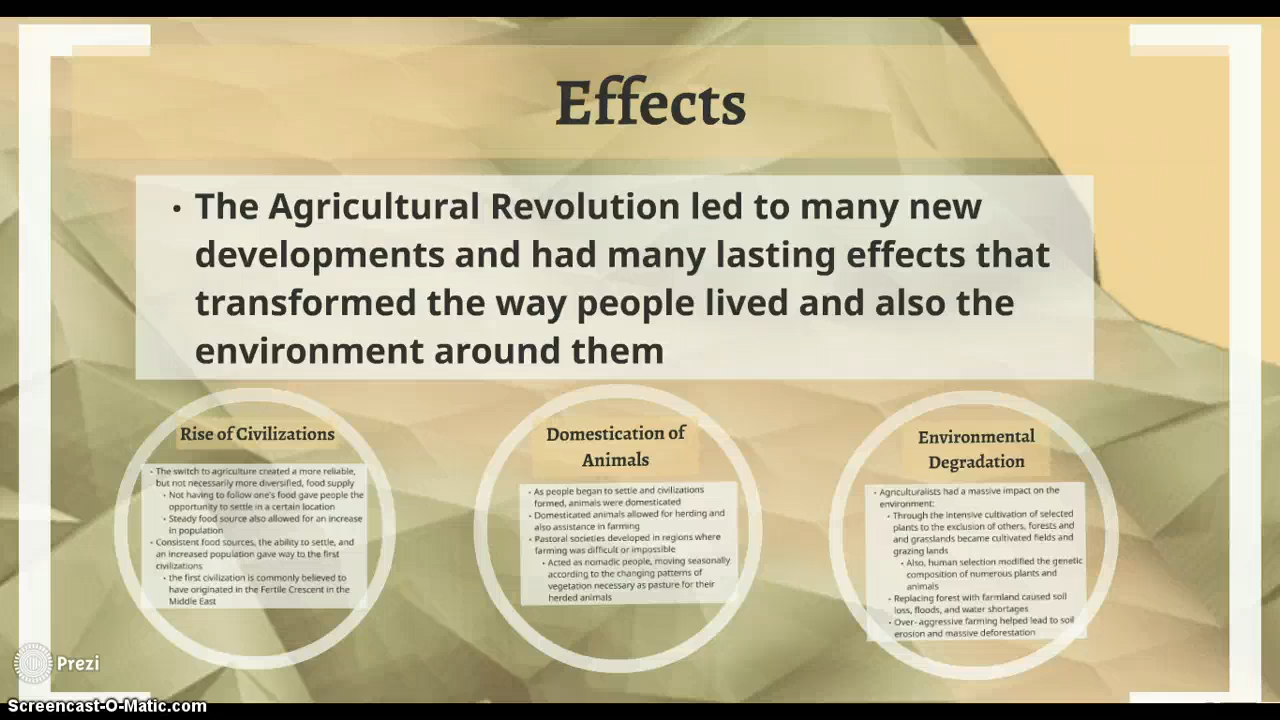 Effects
• The Agricultural Revolution led to many new
developments and had many lasting effects that
transformed the way people lived and also the
environment around them
Rise of Civilizations
• The switch to agriculture created a more reliable,
but not necessarily more diversified, food supply
• Not having to follow one's food gave people the
opportunity to settle in a certain location
• Steady food source also allowed for an increase
in population
• Consistent food sources, the ability to settle, and
an increased population gave way to the first
civilizations
• the first civilization is commonly believed to
have originated in the Fertile Crescent in the
Middle East
Domestication of
Animals
• As people began to settle and civilizations
formed, animals were domesticated
• Domesticated animals allowed for herding and
also assistance in farming
• Pastoral societies developed in regions where
farming was difficult or impossible
• Acted as nomadic people, moving seasonally
according to the changing patterns of
vegetation necessary as pasture for their
herded animals
Environmental
Degradation
• Agriculturalists had a massive impact on the
environment:
• Through the intensive cultivation of selected
plants to the exclusion of others, forests and
and grasslands became cultivated fields and
grazing lands
• Also, human selection modified the genetic
composition of numerous plants and
animals
• Replacing forest with farmland caused soil
loss, floods, and water shortages
• Over- aggressive farming helped lead to soil
erosion and massive deforestation
Prezi
Screencast-O-Matic.com